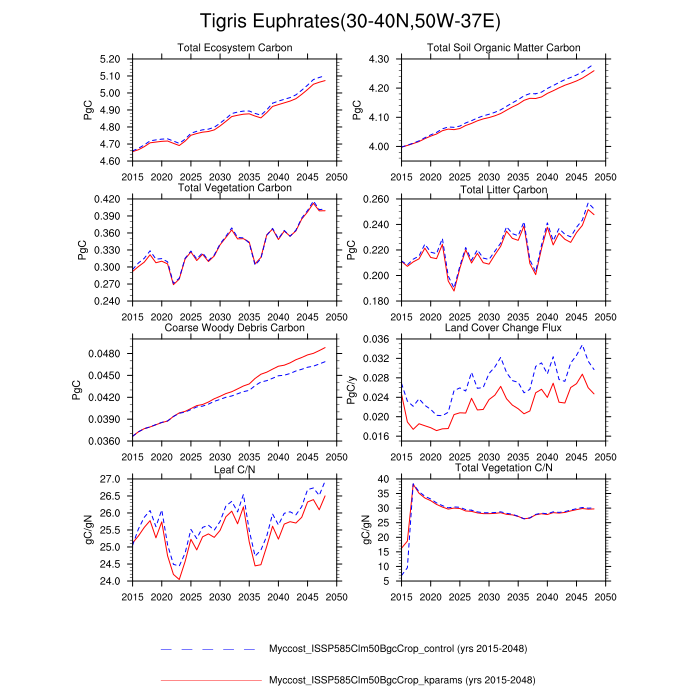 Tigris Euphrates(30-40N,50W-37E)
Total Ecosystem Carbon
Total Soil Organic Matter Carbon
PgC
5.20
5.10
5.00
4.90
4.80
4.70
4.60
2015 2020 2025 2030 2035 2040 2045 2050
PgC
4.30
4.20
4.10
4.00
2015 2020 2025 2030 2035 2040 2045 2050
Total Vegetation Carbon
Total Litter Carbon
PgC
0.420
0.390
0.360
0.330
0.300
0.270
0.240
2015 2020 2025 2030 2035 2040 2045 2050
PgC
0.260
0.240
0.220
0.200
0.180
2015 2020 2025 2030 2035 2040 2045 2050
Coarse Woody Debris Carbon
Land Cover Change Flux
PgC
0.0480
0.0450
0.0420
0.0390
0.0360
2015 2020 2025 2030 2035 2040 2045 2050
PgC/y
0.036
0.032
0.028
0.024
0.020
0.016
2015 2020 2025 2030 2035 2040 2045 2050
Leaf C/N
Total Vegetation C/N
gC/gN
27.0
26.5
26.0
25.5
25.0
24.5
24.0
2015 2020 2025 2030 2035 2040 2045 2050
gC/gN
40
35
30
25
20
15
10
5
2015 2020 2025 2030 2035 2040 2045 2050
Myccost_ISSP585Clm50BgcCrop_control (yrs 2015-2048)
Myccost_ISSP585Clm50BgcCrop_kparams (yrs 2015-2048)